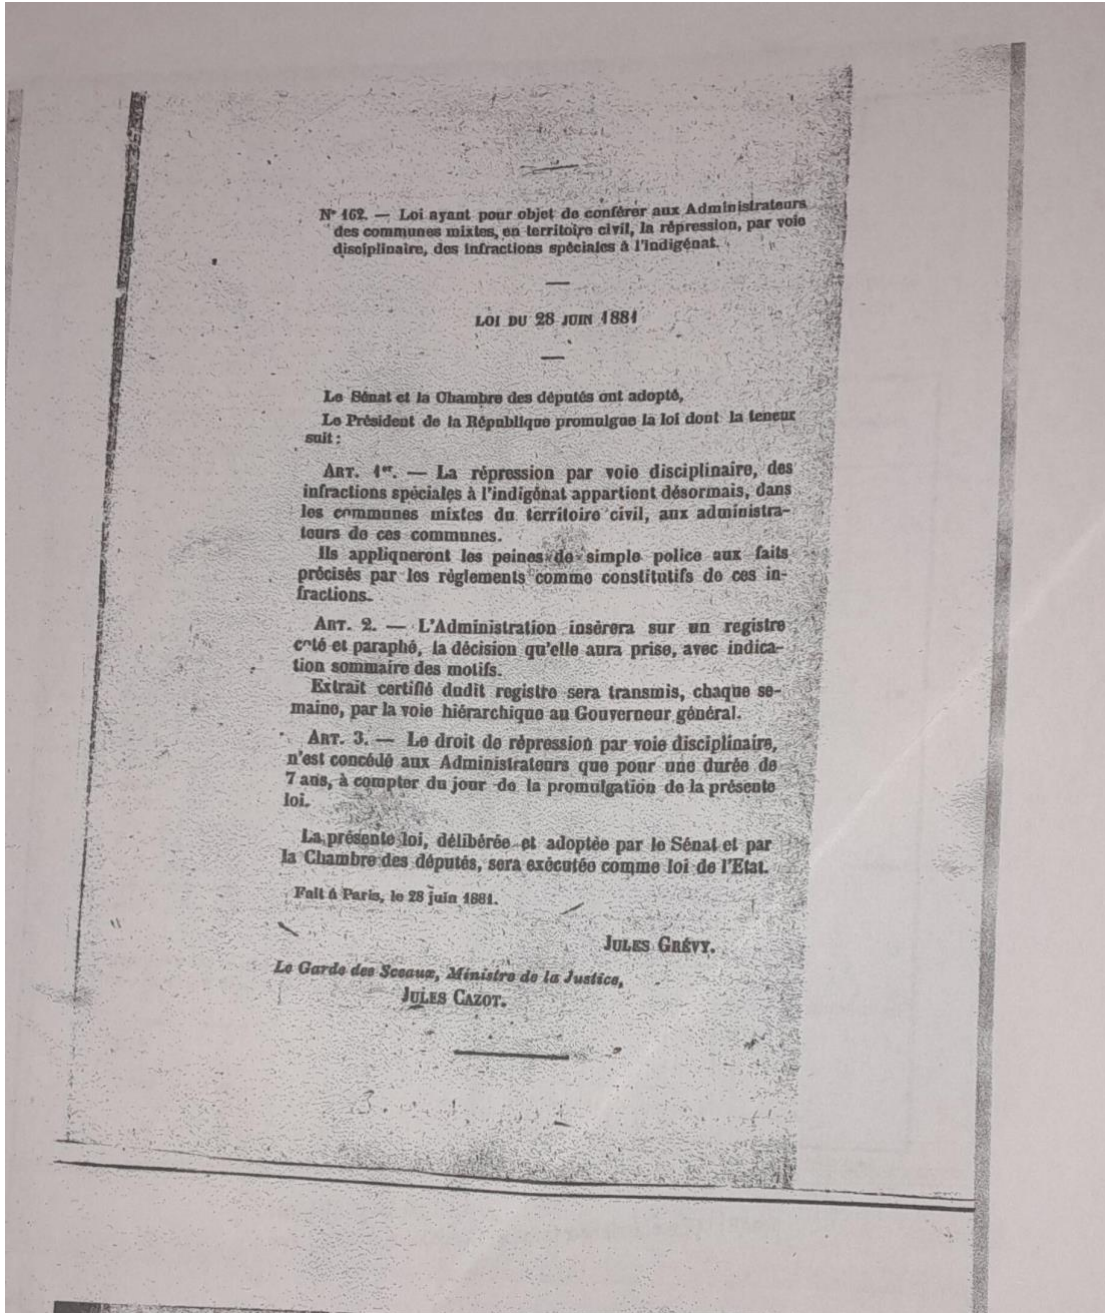 N° 162. — Loi ayant pour objet de conférer aux Administrateurs
des communes mixtes, en territoire civil, la répression, par voie
disciplinaire, des infractions spéciales à l'Indigénat.
LOI DU 28 JUIN 1881
Le Sénat et la Chambre des députés ont adopté,
Le Président de la République promulgue la loi dont la teneur
suit :
ART. 1er. — La répression par voie disciplinaire, des
infractions spéciales à l'indigénat appartient désormais, dans
les communes mixtes du territoire civil, aux administra-
teurs de ces communes.
Ils appliqueront les peines de simple police aux faits
précisés par les règlements comme constitutifs de ces in-
fractions.
ART. 2. — L'Administration insérera sur un registre
coté et paraphé, la décision qu'elle aura prise, avec indica-
tion sommaire des motifs.
Extrait certifié dudit registre sera transmis, chaque se-
maine, par la voie hiérarchique au Gouverneur général.
ART. 3. — Le droit de répression par voie disciplinaire,
n'est concédé aux Administrateurs que pour une durée de
7 ans, à compter du jour de la promulgation de la présente
loi.
La présente loi, délibérée et adoptée par le Sénat et par
la Chambre des députés, sera exécutée comme loi de l'Etat.
Fait à Paris, le 28 juin 1881.
JULES GRÉVY.
Le Garde des Sceaux, Ministre de la Justice,
JULES CAZOT.